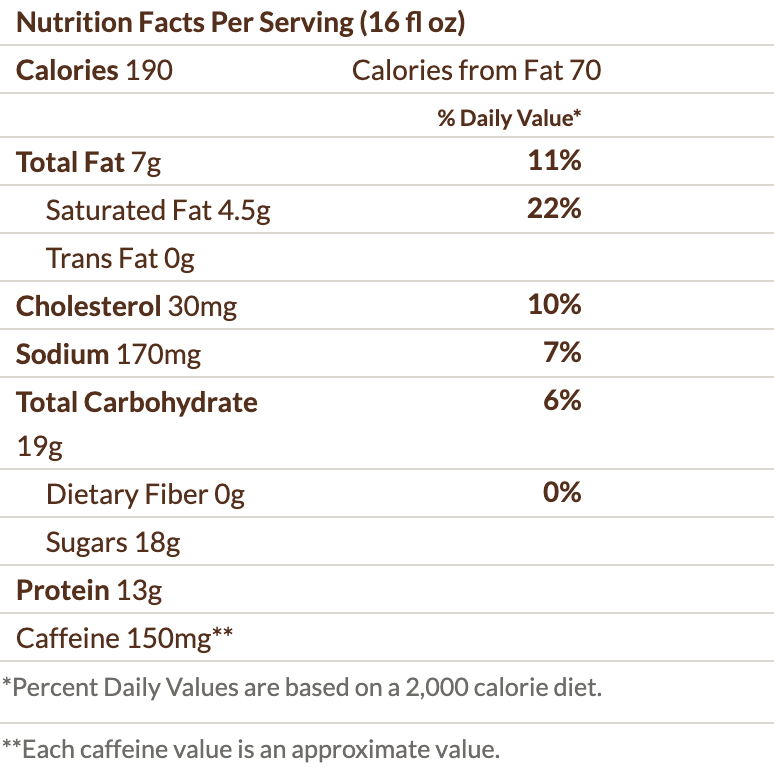 Nutrition Facts Per Serving (16 fl oz)
Calories 190 Calories from Fat 70
% Daily Value*
Total Fat 7g 11%
Saturated Fat 4.5g 22%
Trans Fat 0g
Cholesterol 30mg 10%
Sodium 170mg 7%
Total Carbohydrate 6%
19g
Dietary Fiber 0g 0%
Sugars 18g
Protein 13g
Caffeine 150mg**
*Percent Daily Values are based on a 2,000 calorie diet.
**Each caffeine value is an approximate value.